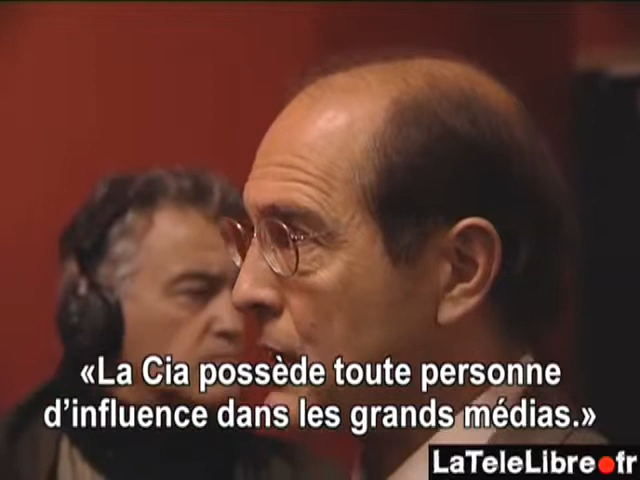 «La Cia possède toute personne
d’influence dans les grands médias.»
LaTeleLibre.fr